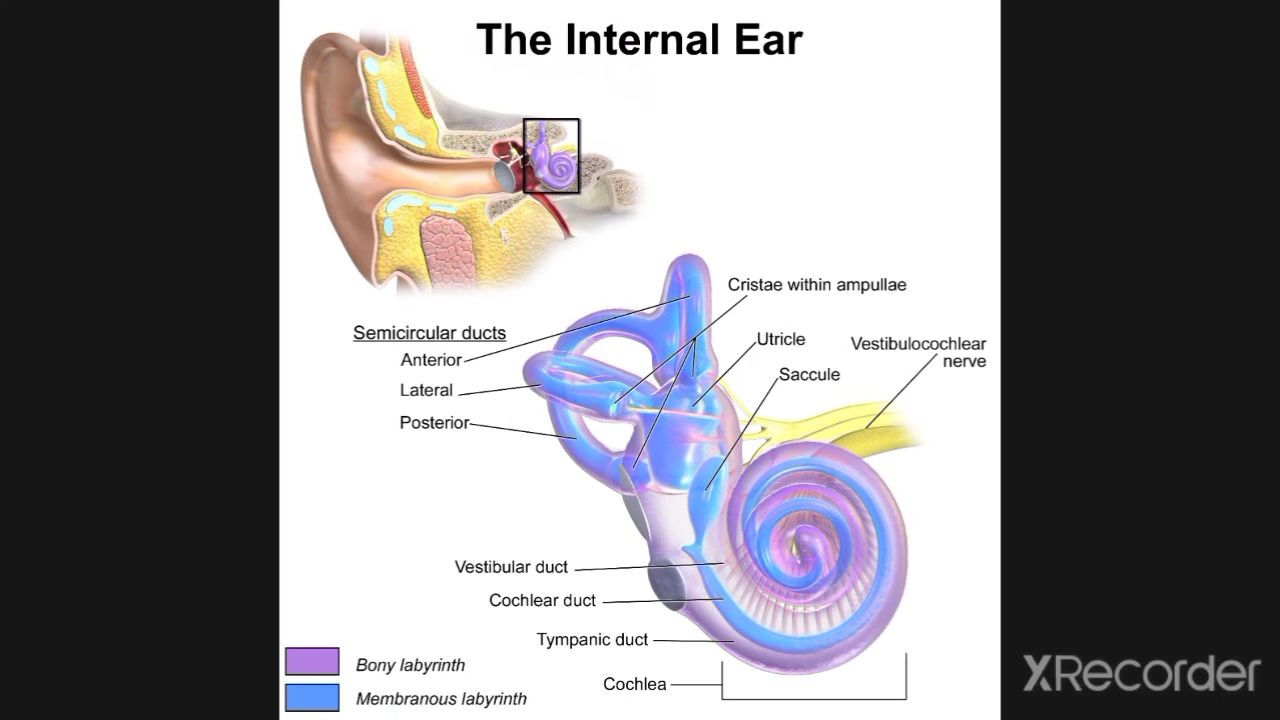 The Internal Ear
Cristae within ampullae
Semicircular ducts
Anterior
Lateral
Posterior
Utricle
Saccule
Vestibulocochlear
nerve
Vestibular duct
Cochlear duct
Tympanic duct
Cochlea
Bony labyrinth
Membranous labyrinth
XRecorder